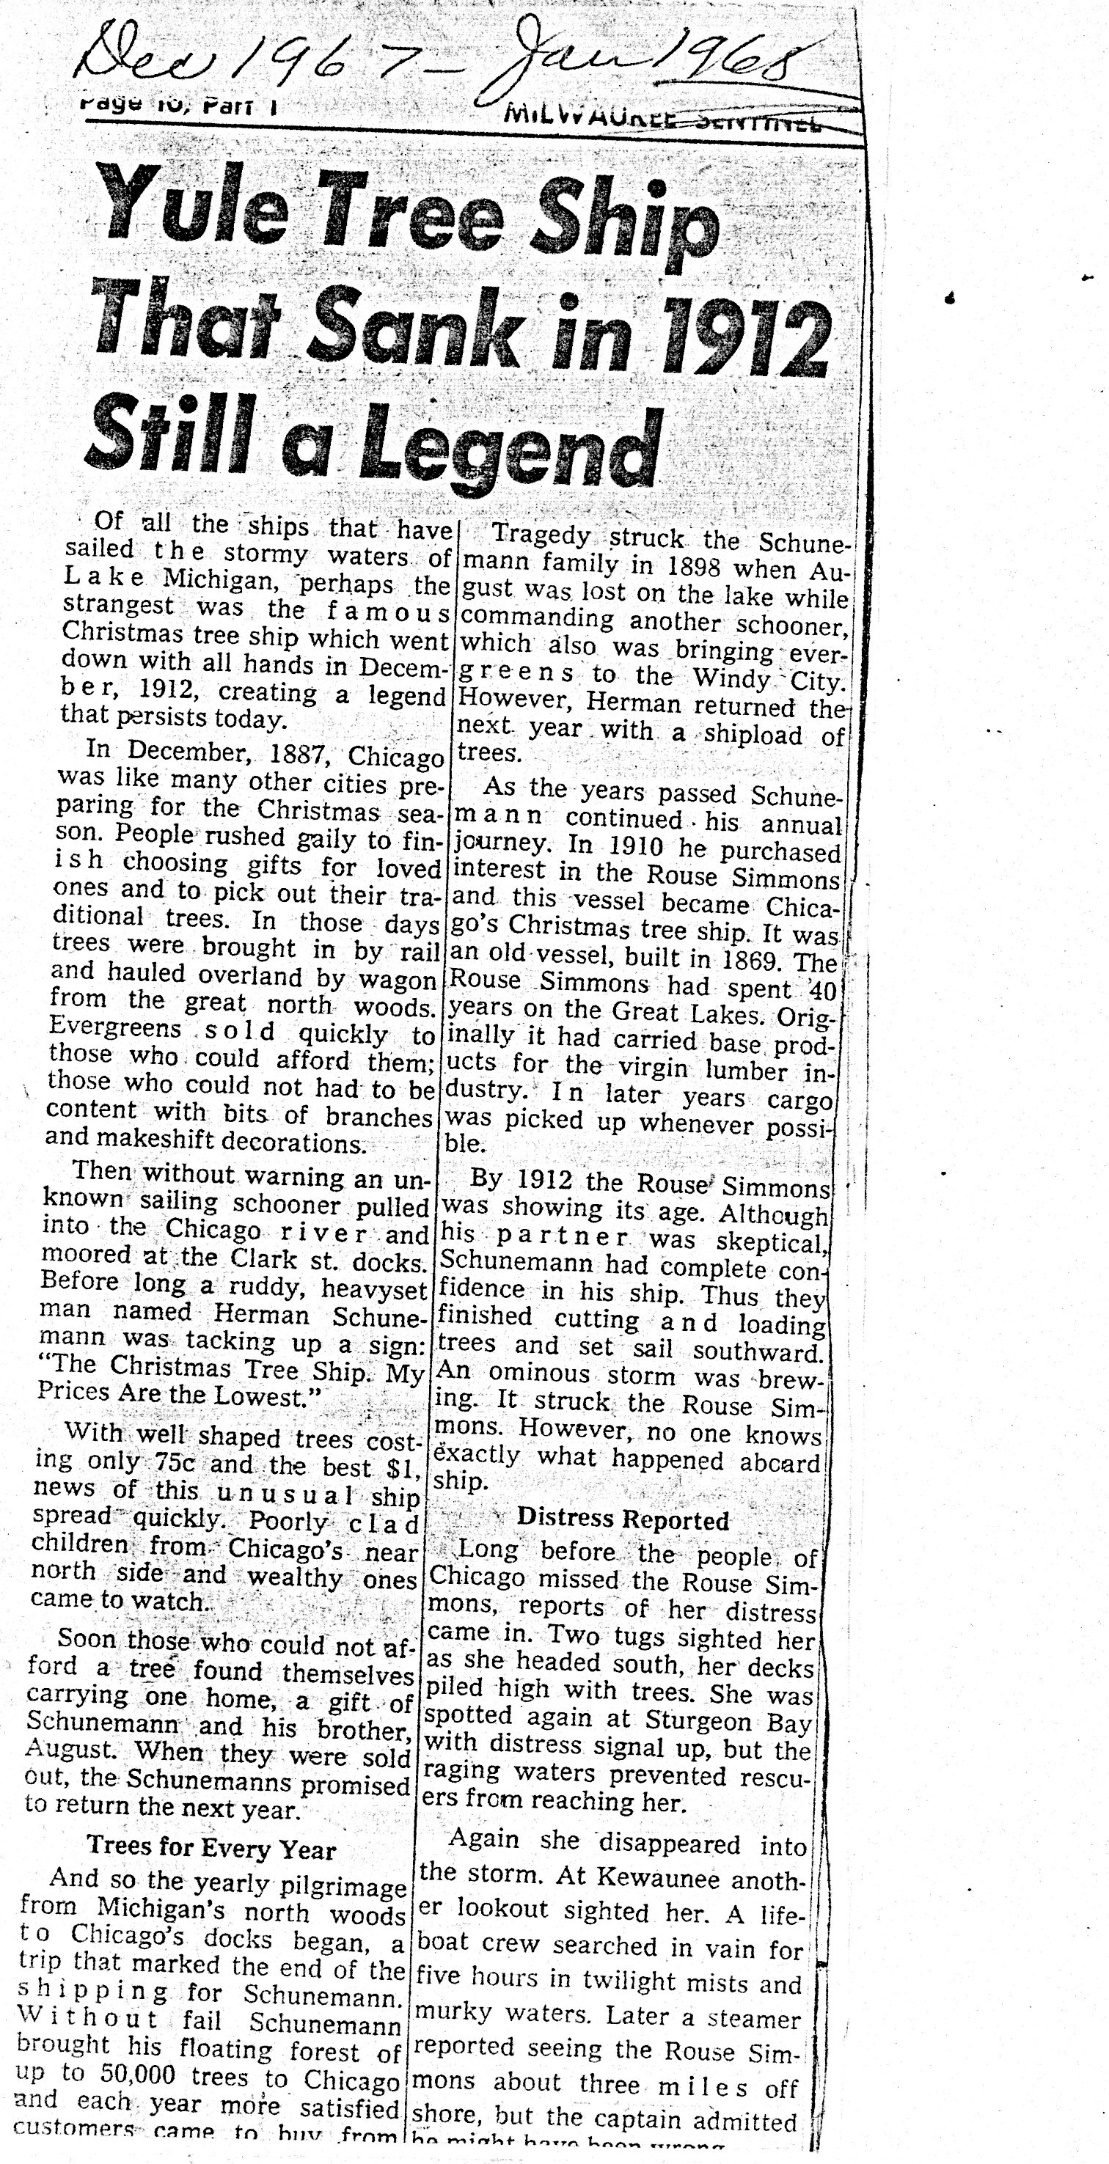 Dec 1967 - Jan 1968
Page 10, Part 1
MILWAUKEE SENTINEL
Yule Tree Ship
That Sank in 1912
Still a Legend
Of all the ships that have
sailed the stormy waters of
Lake Michigan, perhaps the
strangest was the famous
Christmas tree ship which went
down with all hands in Decem-
ber, 1912, creating a legend
that persists today.
In December, 1887, Chicago
was like many other cities pre-
paring for the Christmas sea-
son. People rushed gaily to fin-
ish choosing gifts for loved
ones and to pick out their tra-
ditional trees. In those days
trees were brought in by rail
and hauled overland by wagon
from the great north woods.
Evergreens sold quickly to
those who could afford them;
those who could not had to be
content with bits of branches
and makeshift decorations.
Then without warning an un-
known sailing schooner pulled
into the Chicago river and
moored at the Clark st. docks.
Before long a ruddy, heavyset
man named Herman Schune-
mann was tacking up a sign:
"The Christmas Tree Ship. My
Prices Are the Lowest."
With well shaped trees cost-
ing only 75c and the best $1,
news of this unusual ship
spread quickly. Poorly clad
children from Chicago's near
north side and wealthy ones
came to watch.
Soon those who could not af-
ford a tree found themselves
carrying one home, a gift of
Schunemann and his brother,
August. When they were sold
out, the Schunemanns promised
to return the next year.
Trees for Every Year
And so the yearly pilgrimage
from Michigan's north woods
to Chicago's docks began, a
trip that marked the end of the
shipping for Schunemann.
Without fail Schunemann
brought his floating forest of
up to 50,000 trees to Chicago
and each year more satisfied
customers came to buy from
Tragedy struck the Schune-
mann family in 1898 when Au-
gust was lost on the lake while
commanding another schooner,
which also was bringing ever-
greens to the Windy City.
However, Herman returned the
next year with a shipload of
trees.
As the years passed Schune-
mann continued his annual
journey. In 1910 he purchased
interest in the Rouse Simmons
and this vessel became Chica-
go's Christmas tree ship. It was
an old vessel, built in 1869. The
Rouse Simmons had spent 40
years on the Great Lakes. Orig-
inally it had carried base prod-
ucts for the virgin lumber in-
dustry. In later years cargo
was picked up whenever possi-
ble.
By 1912 the Rouse Simmons
was showing its age. Although
his partner was skeptical,
Schunemann had complete con-
fidence in his ship. Thus they
finished cutting and loading
trees and set sail southward.
An ominous storm was brew-
ing. It struck the Rouse Sim-
mons. However, no one knows
exactly what happened aboard
ship.
Distress Reported
Long before the people of
Chicago missed the Rouse Sim-
mons, reports of her distress
came in. Two tugs sighted her
as she headed south, her decks
piled high with trees. She was
spotted again at Sturgeon Bay
with distress signal up, but the
raging waters prevented rescu-
ers from reaching her.
Again she disappeared into
the storm. At Kewaunee anoth-
er lookout sighted her. A life-
boat crew searched in vain for
five hours in twilight mists and
murky waters. Later a steamer
reported seeing the Rouse Sim-
mons about three miles off
shore, but the captain admitted
he might have been wrong